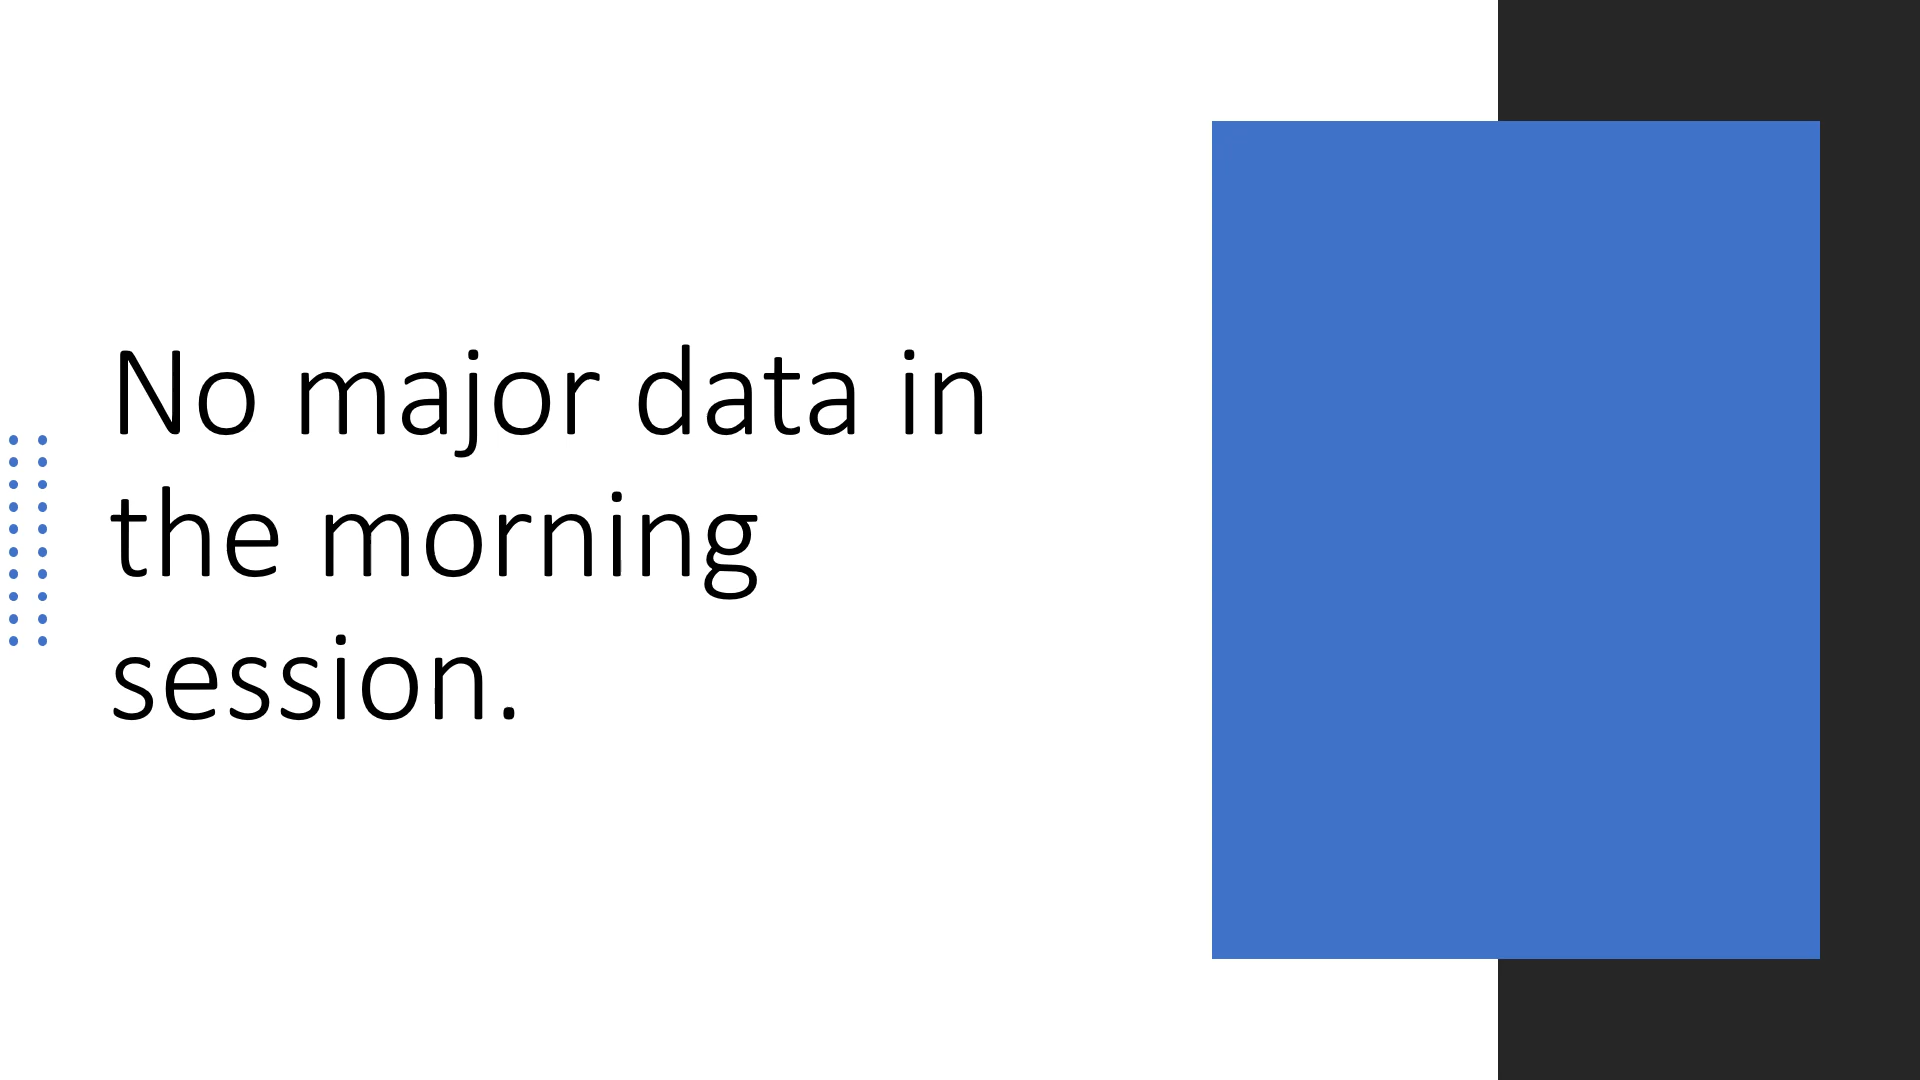 No major data in
the morning
session.